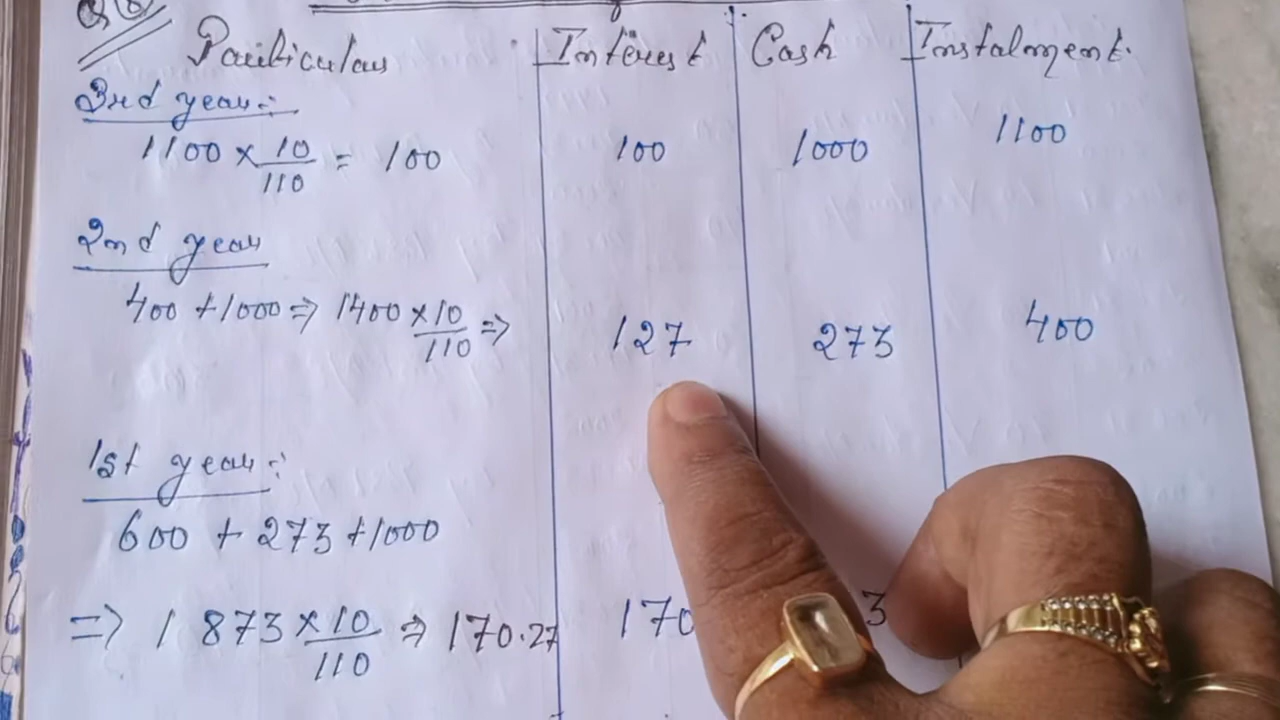 Particulars Interest Cash Instalment.
3rd year:-
1100 × 10/110 = 100 100 1000 1100
2nd year
400 + 1000 ⇒ 1400 × 10/110 ⇒ 127 273 400
1st year:-
600 + 273 + 1000
⇒ 1873 × 10/110 ⇒ 170.27 170 3